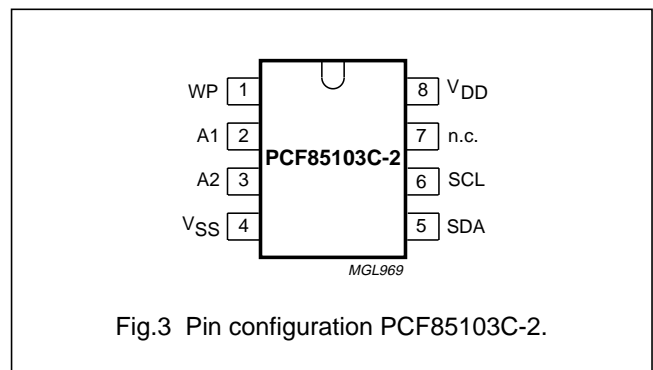 WP 1 8 VDD
A1 2 7 n.c.
PCF85103C-2
A2 3 6 SCL
VSS 4 5 SDA
MGL969
Fig.3 Pin configuration PCF85103C-2.